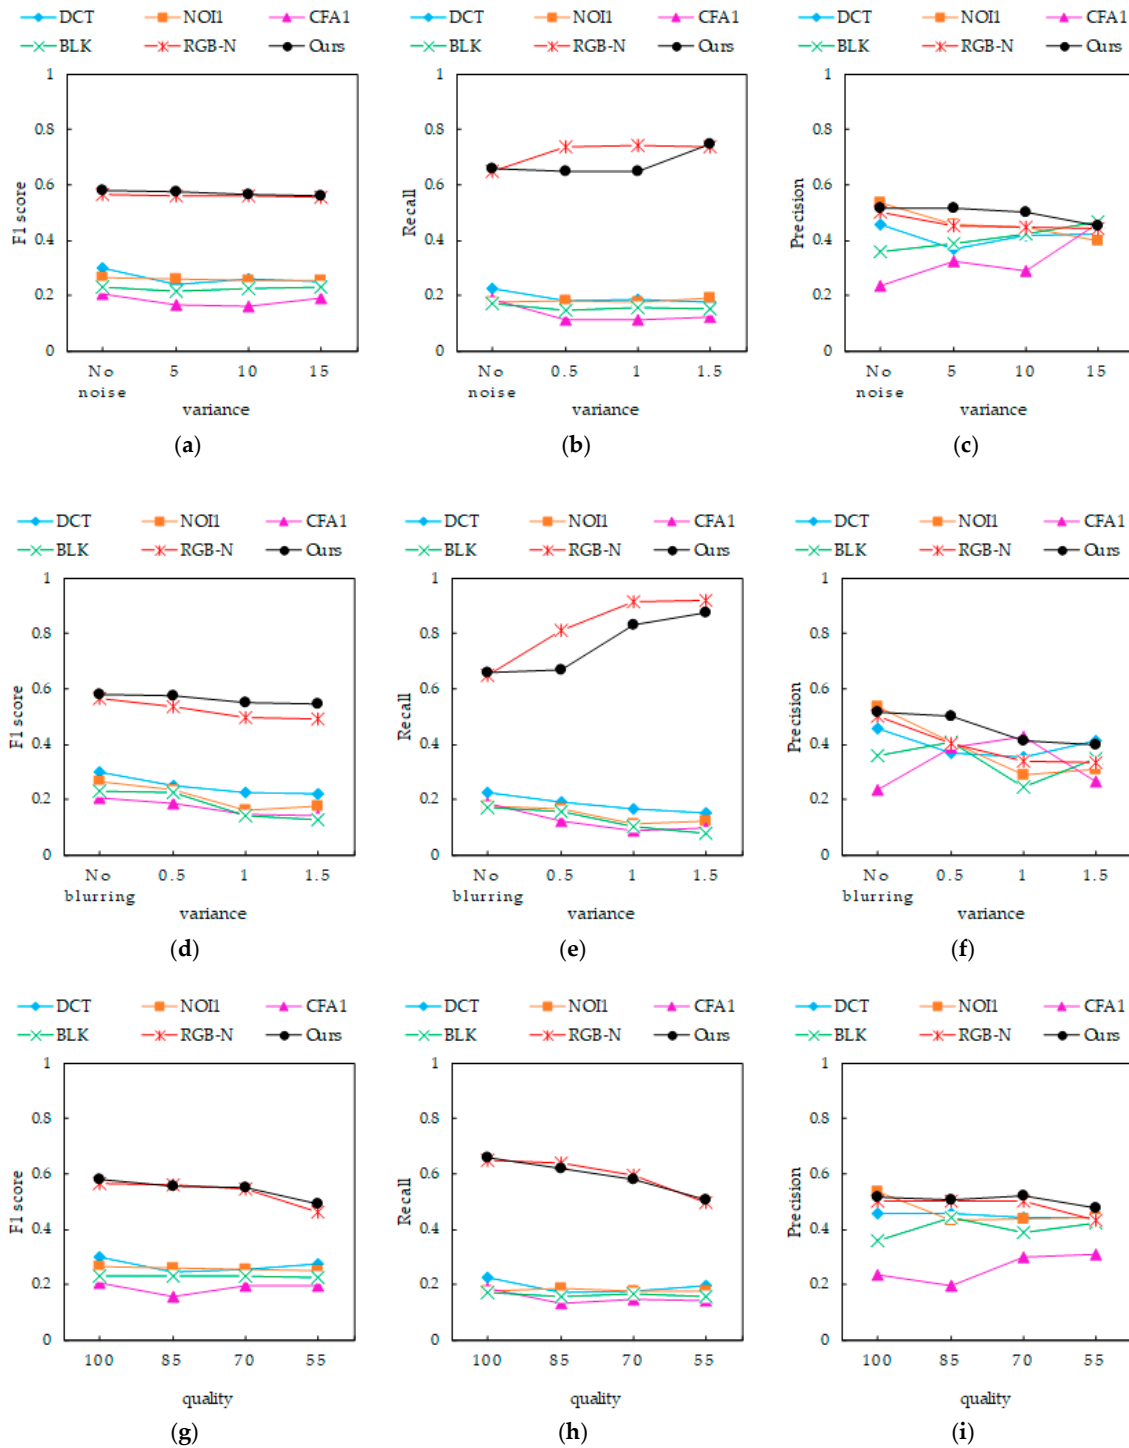 DCT NOI1 CFA1
BLK RGB-N Ours
1
0.8
0.6
0.4
0.2
0
F1 score
No noise 5 10 15
variance
(a)
DCT NOI1 CFA1
BLK RGB-N Ours
1
0.8
0.6
0.4
0.2
0
Recall
No noise 0.5 1 1.5
variance
(b)
DCT NOI1 CFA1
BLK RGB-N Ours
1
0.8
0.6
0.4
0.2
0
Precision
No noise 5 10 15
variance
(c)
DCT NOI1 CFA1
BLK RGB-N Ours
1
0.8
0.6
0.4
0.2
0
F1 score
No blurring 0.5 1 1.5
variance
(d)
DCT NOI1 CFA1
BLK RGB-N Ours
1
0.8
0.6
0.4
0.2
0
Recall
No blurring 0.5 1 1.5
variance
(e)
DCT NOI1 CFA1
BLK RGB-N Ours
1
0.8
0.6
0.4
0.2
0
Precision
No blurring 0.5 1 1.5
variance
(f)
DCT NOI1 CFA1
BLK RGB-N Ours
1
0.8
0.6
0.4
0.2
0
F1 score
100 85 70 55
quality
(g)
DCT NOI1 CFA1
BLK RGB-N Ours
1
0.8
0.6
0.4
0.2
0
Recall
100 85 70 55
quality
(h)
DCT NOI1 CFA1
BLK RGB-N Ours
1
0.8
0.6
0.4
0.2
0
Precision
100 85 70 55
quality
(i)